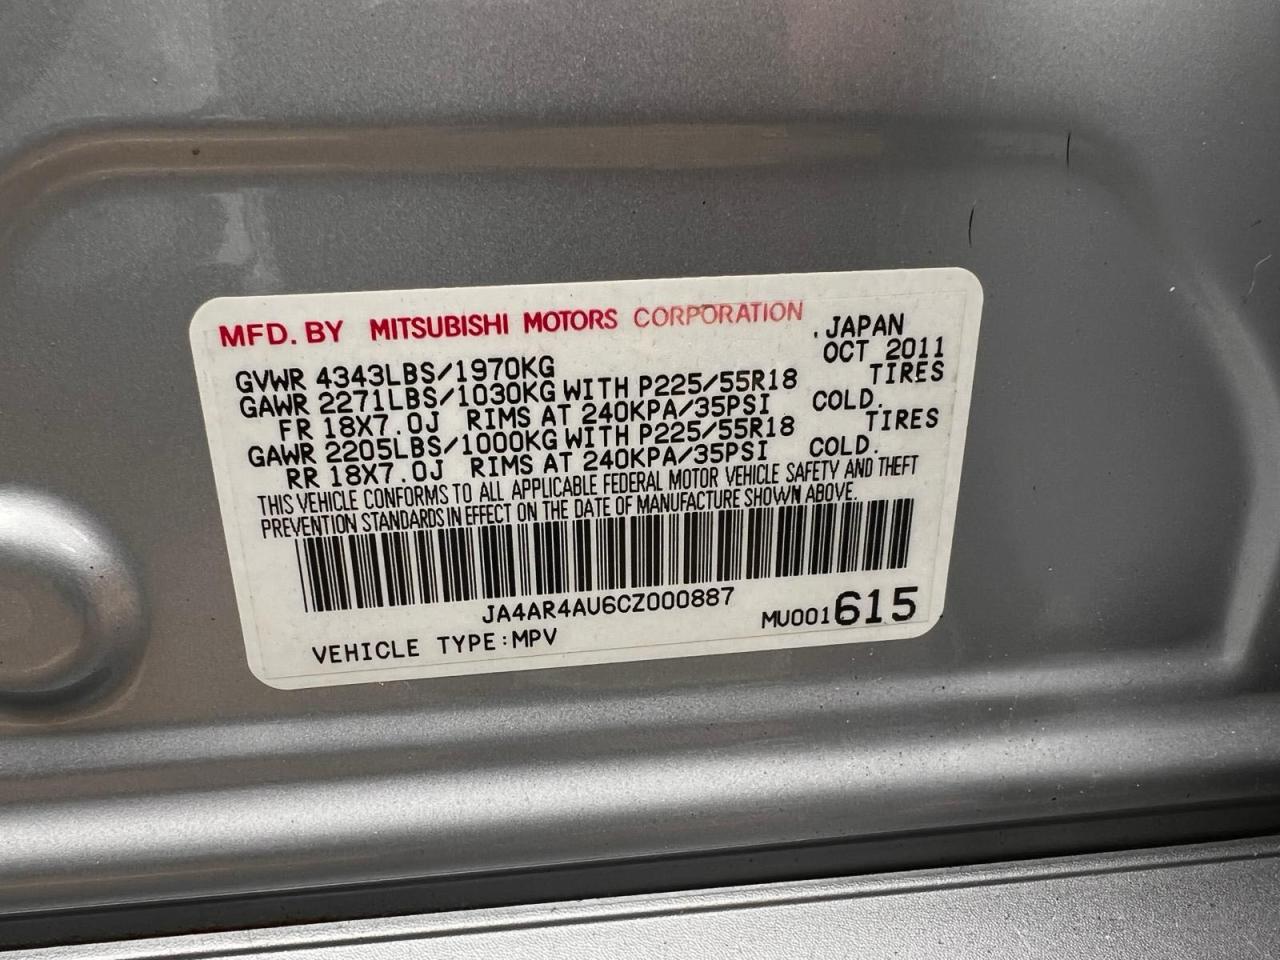 MFD. BY MITSUBISHI MOTORS CORPORATION
. JAPAN
OCT 2011
GVWR 4343LBS/1970KG
GAWR 2271LBS/1030KG WITH P225/55R18 TIRES
FR 18X7.0J RIMS AT 240KPA/35PSI COLD.
GAWR 2205LBS/1000KG WITH P225/55R18 TIRES
RR 18X7.0J RIMS AT 240KPA/35PSI COLD.
THIS VEHICLE CONFORMS TO ALL APPLICABLE FEDERAL MOTOR VEHICLE SAFETY AND THEFT
PREVENTION STANDARDS IN EFFECT ON THE DATE OF MANUFACTURE SHOWN ABOVE.
JA4AR4AU6CZ000887
VEHICLE TYPE:MPV
MU001615